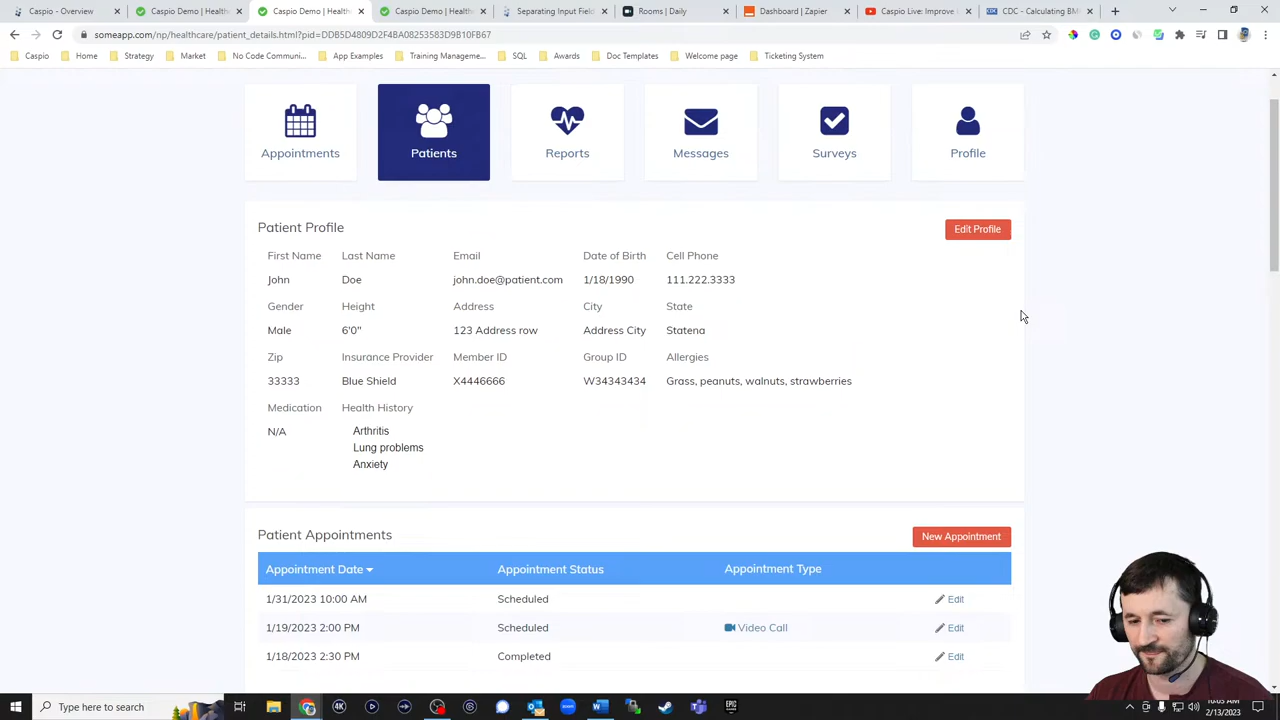 Caspio - Overview
Caspio Demo (Healt
Caspio Demo (Healt
Caspio Demo (Health
Separating Input Field
Rooms | Daily
Dashboard | Zapier
Caspio Live: Improve
CDC - Calculating BM
someapp.com/np/healthcare/patient_details.html?pid=DDB5D4809D2F4BA08253583D9B10FB67
Caspio
Home
Strategy
Market
No Code Communi...
App Examples
Training Manageme...
SQL
Awards
Doc Templates
Welcome page
Ticketing System
Appointments
Patients
Reports
Messages
Surveys
Profile
Patient Profile
Edit Profile
First Name Last Name Email Date of Birth Cell Phone
John Doe john.doe@patient.com 1/18/1990 111.222.3333
Gender Height Address City State
Male 6'0" 123 Address row Address City Statena
Zip Insurance Provider Member ID Group ID Allergies
33333 Blue Shield X4446666 W34343434 Grass, peanuts, walnuts, strawberries
Medication Health History
N/A Arthritis
Lung problems
Anxiety
Patient Appointments
New Appointment
Appointment Date Appointment Status Appointment Type
1/31/2023 10:00 AM Scheduled Edit
1/19/2023 2:00 PM Scheduled Video Call Edit
1/18/2023 2:30 PM Completed Edit
Type here to search
4K
EPIC
2/13/2023